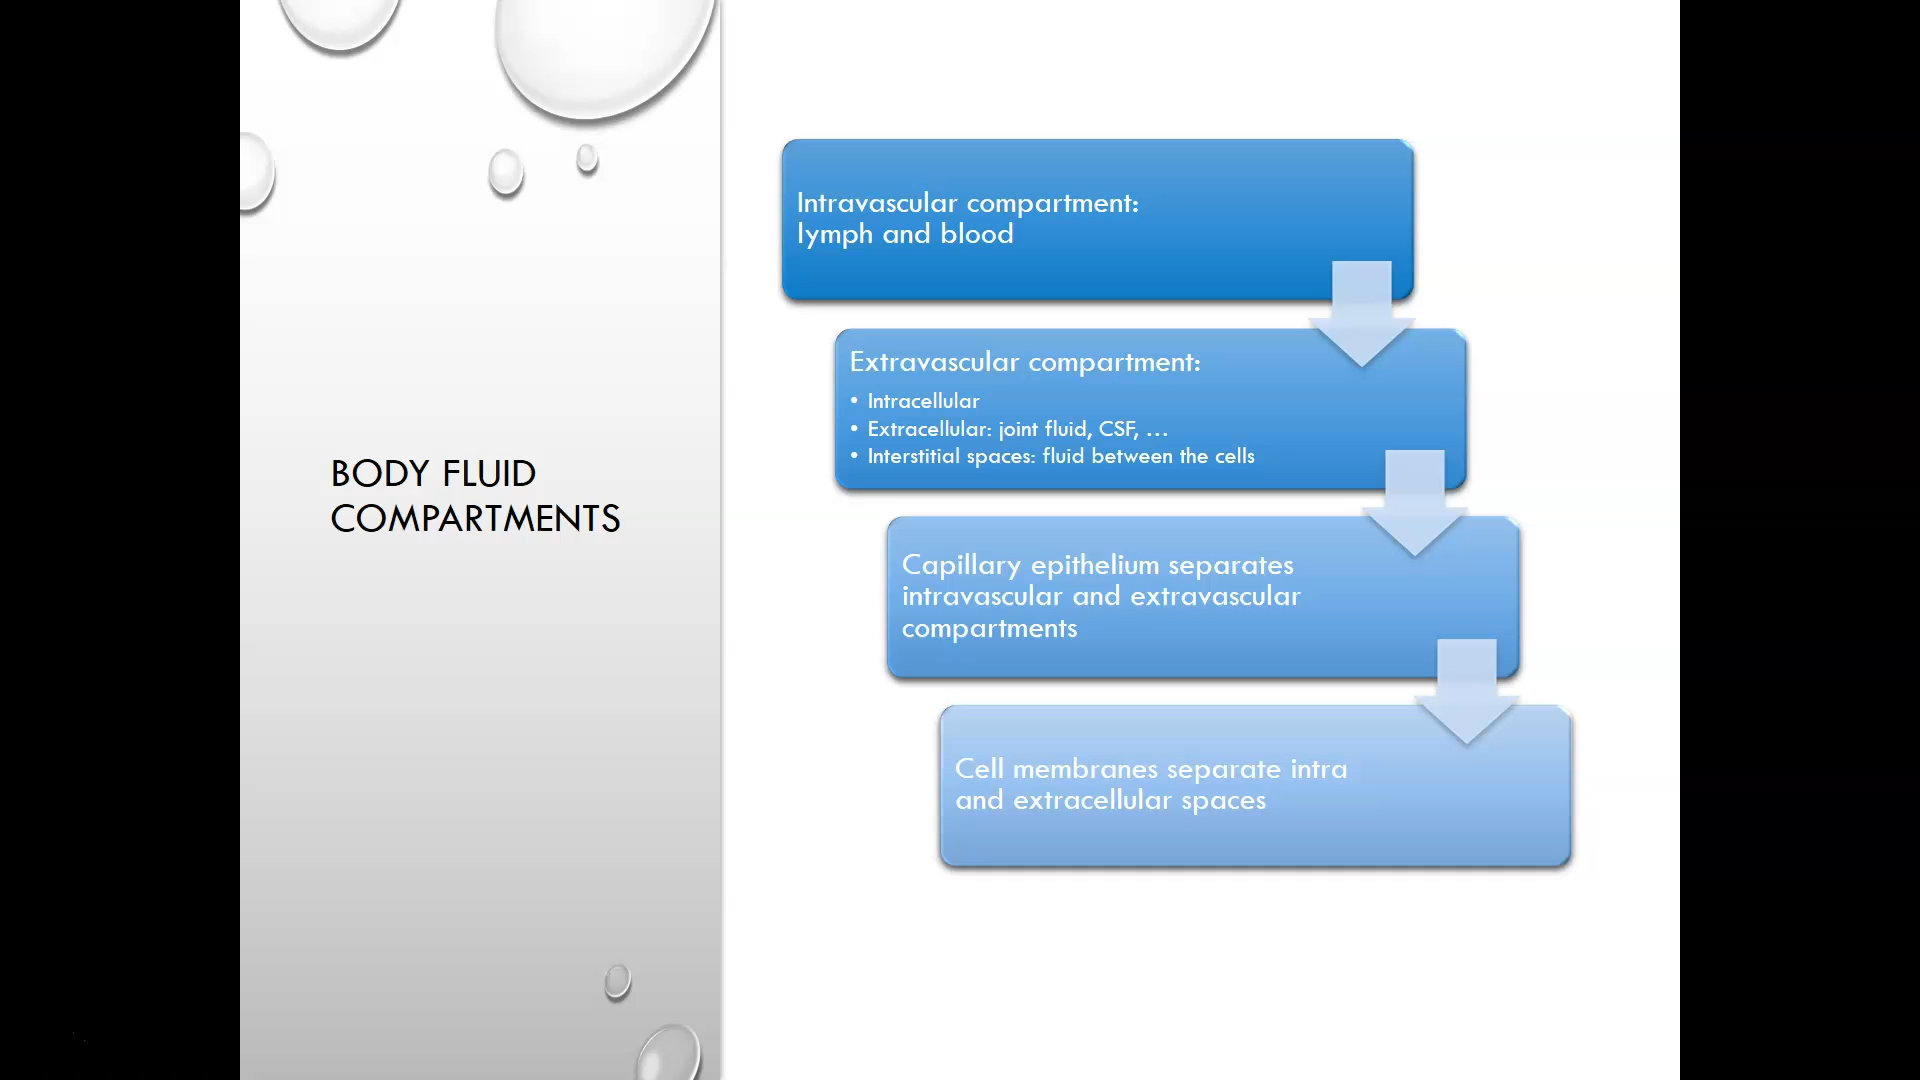 BODY FLUID
COMPARTMENTS
Intravascular compartment:
lymph and blood
Extravascular compartment:
• Intracellular
• Extracellular: joint fluid, CSF, …
• Interstitial spaces: fluid between the cells
Capillary epithelium separates
intravascular and extravascular
compartments
Cell membranes separate intra
and extracellular spaces